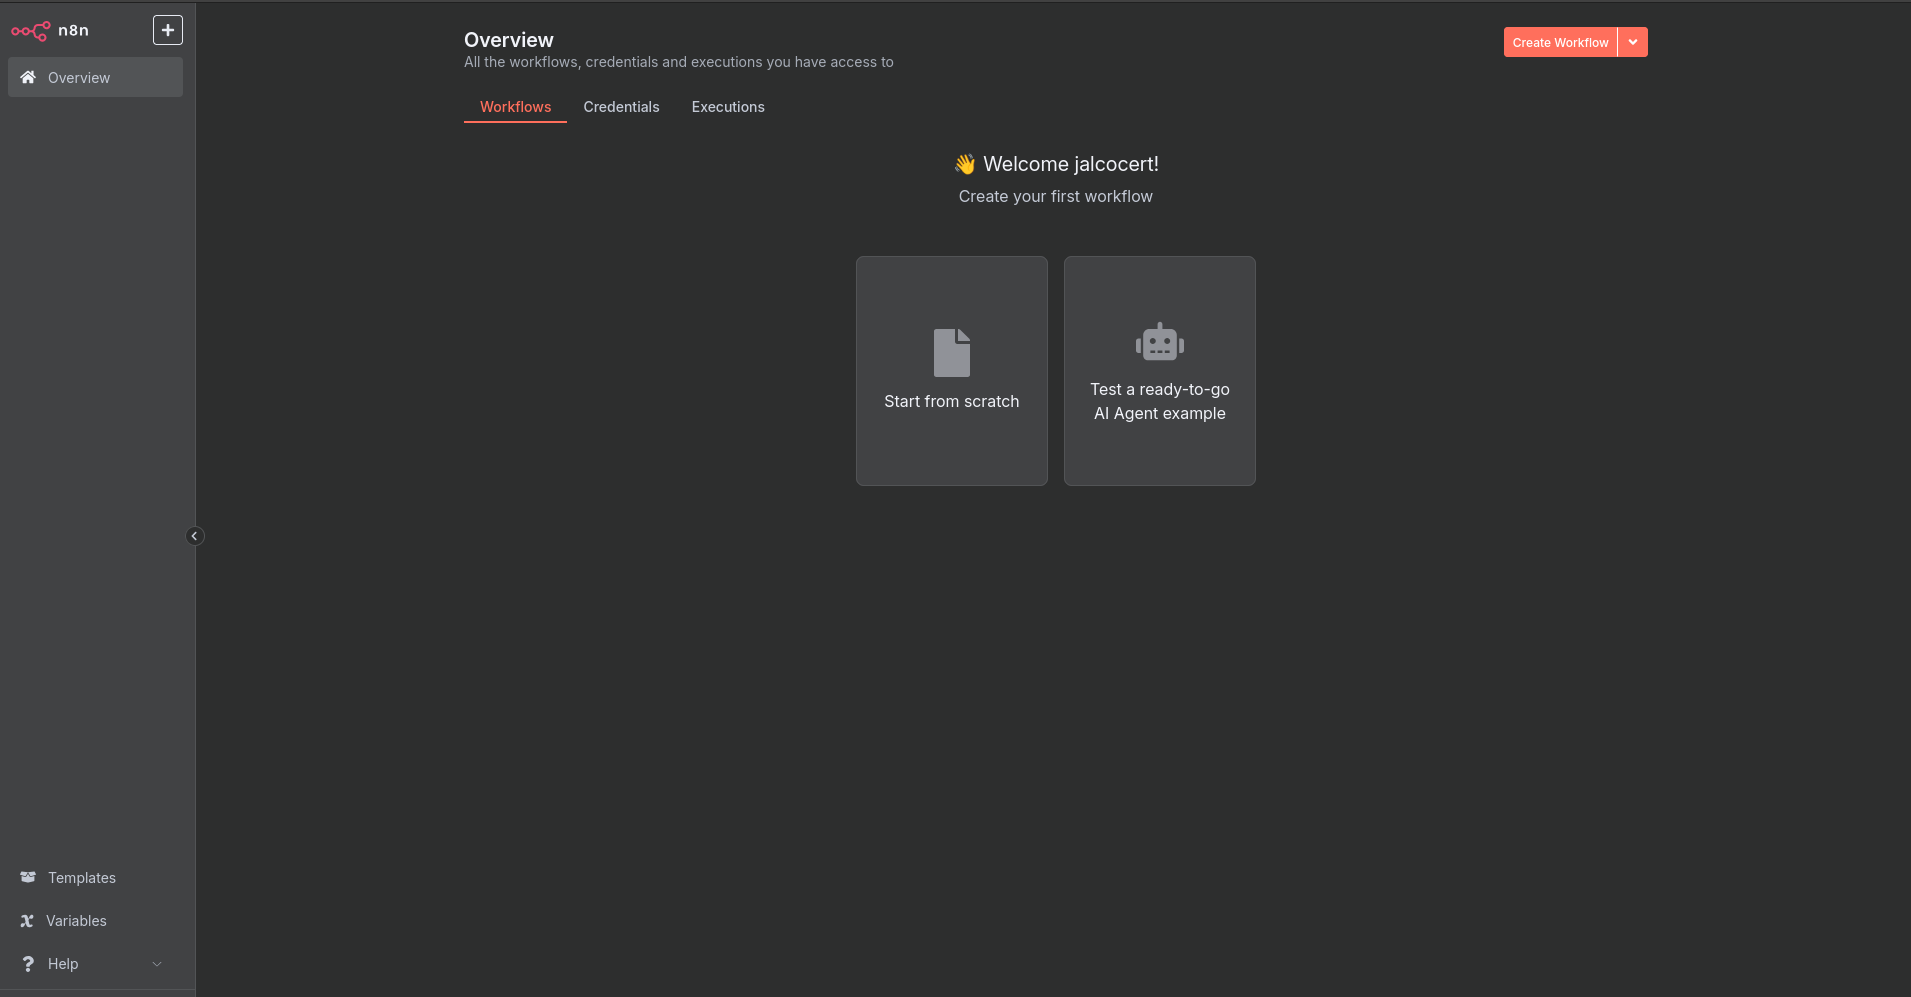 n8n
Overview
Templates
Variables
Help
Overview
All the workflows, credentials and executions you have access to
Create Workflow
Workflows
Credentials
Executions
👋 Welcome jalcocert!
Create your first workflow
Start from scratch
Test a ready-to-go
AI Agent example